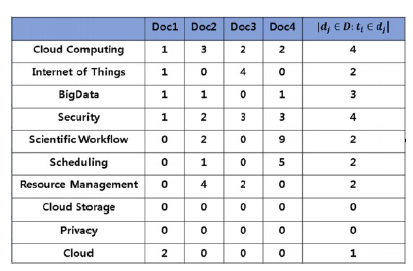 Doc1 Doc2 Doc3 Doc4 |d_j ∈ D: t_i ∈ d_j|
Cloud Computing 1 3 2 2 4
Internet of Things 1 0 4 0 2
BigData 1 1 0 1 3
Security 1 2 3 3 4
Scientific Workflow 0 2 0 9 2
Scheduling 0 1 0 5 2
Resource Management 0 4 2 0 2
Cloud Storage 0 0 0 0 0
Privacy 0 0 0 0 0
Cloud 2 0 0 0 1